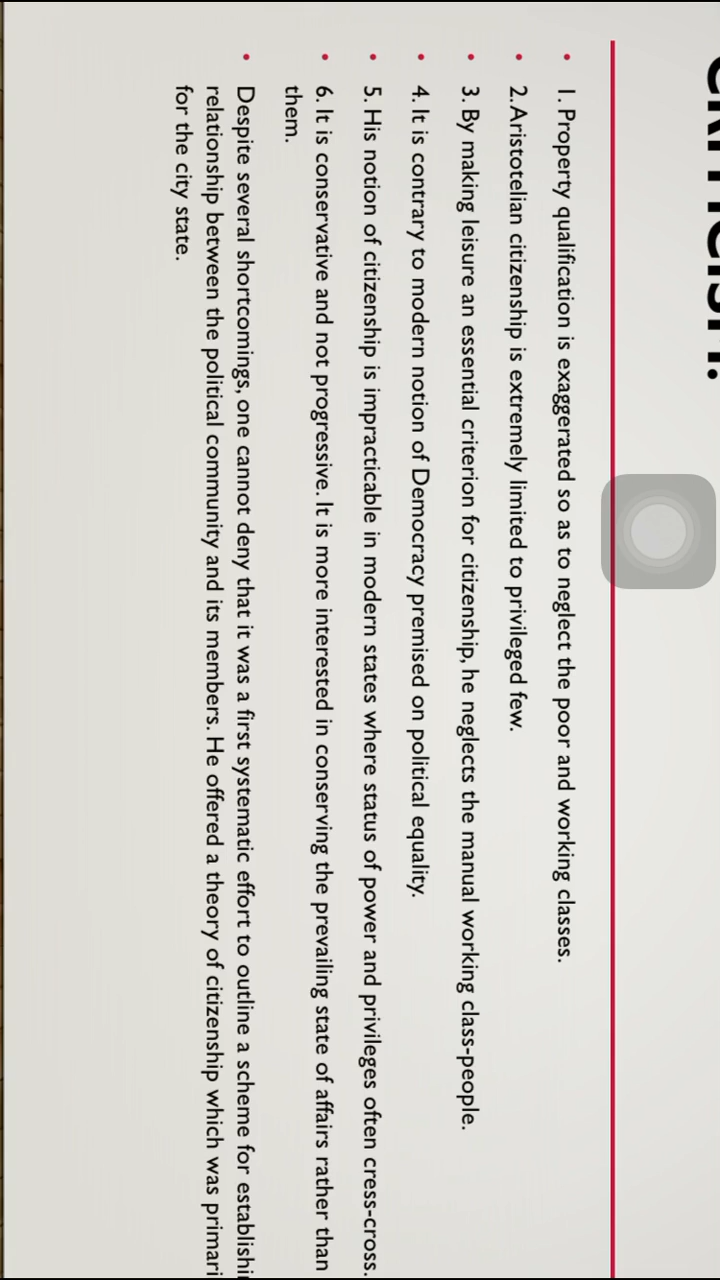 CRITICISM:
• 1. Property qualification is exaggerated so as to neglect the poor and working classes.
• 2. Aristotelian citizenship is extremely limited to privileged few.
• 3. By making leisure an essential criterion for citizenship, he neglects the manual working class-people.
• 4. It is contrary to modern notion of Democracy premised on political equality.
• 5. His notion of citizenship is impracticable in modern states where status of power and privileges often cress-cross.
• 6. It is conservative and not progressive. It is more interested in conserving the prevailing state of affairs rather than
them.
• Despite several shortcomings, one cannot deny that it was a first systematic effort to outline a scheme for establishi
relationship between the political community and its members. He offered a theory of citizenship which was primari
for the city state.